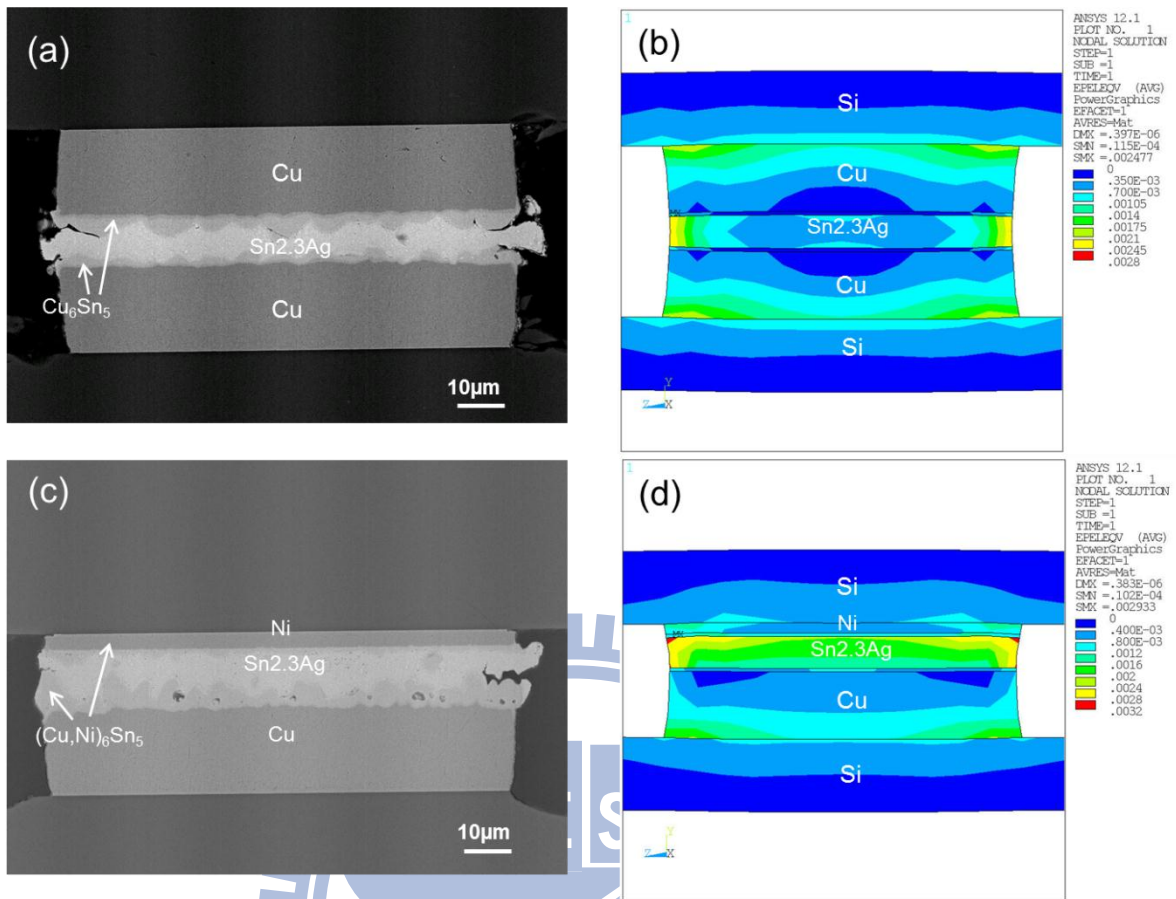 (a)
Cu
Sn2.3Ag
Cu6Sn5
Cu
10µm
(b)
1
Si
Cu
MX
Sn2.3Ag
Cu
Si
Y
Z X
ANSYS 12.1
PLOT NO. 1
NODAL SOLUTION
STEP=1
SUB =1
TIME=1
EPELEQV (AVG)
PowerGraphics
EFACET=1
AVRES=Mat
DMX =.397E-06
SMN =.115E-04
SMX =.002477
0
.350E-03
.700E-03
.00105
.0014
.00175
.0021
.00245
.0028
(c)
Ni
Sn2.3Ag
(Cu,Ni)6Sn5
Cu
10µm
(d)
1
Si
Ni
MX
Sn2.3Ag
Cu
Si
Y
Z X
ANSYS 12.1
PLOT NO. 1
NODAL SOLUTION
STEP=1
SUB =1
TIME=1
EPELEQV (AVG)
PowerGraphics
EFACET=1
AVRES=Mat
DMX =.383E-06
SMN =.102E-04
SMX =.002933
0
.400E-03
.800E-03
.0012
.0016
.002
.0024
.0028
.0032